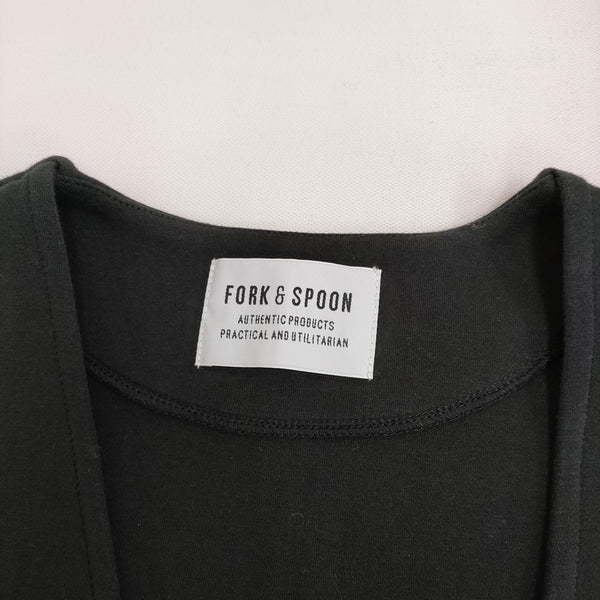 FORK & SPOON
AUTHENTIC PRODUCTS
PRACTICAL AND UTILITARIAN